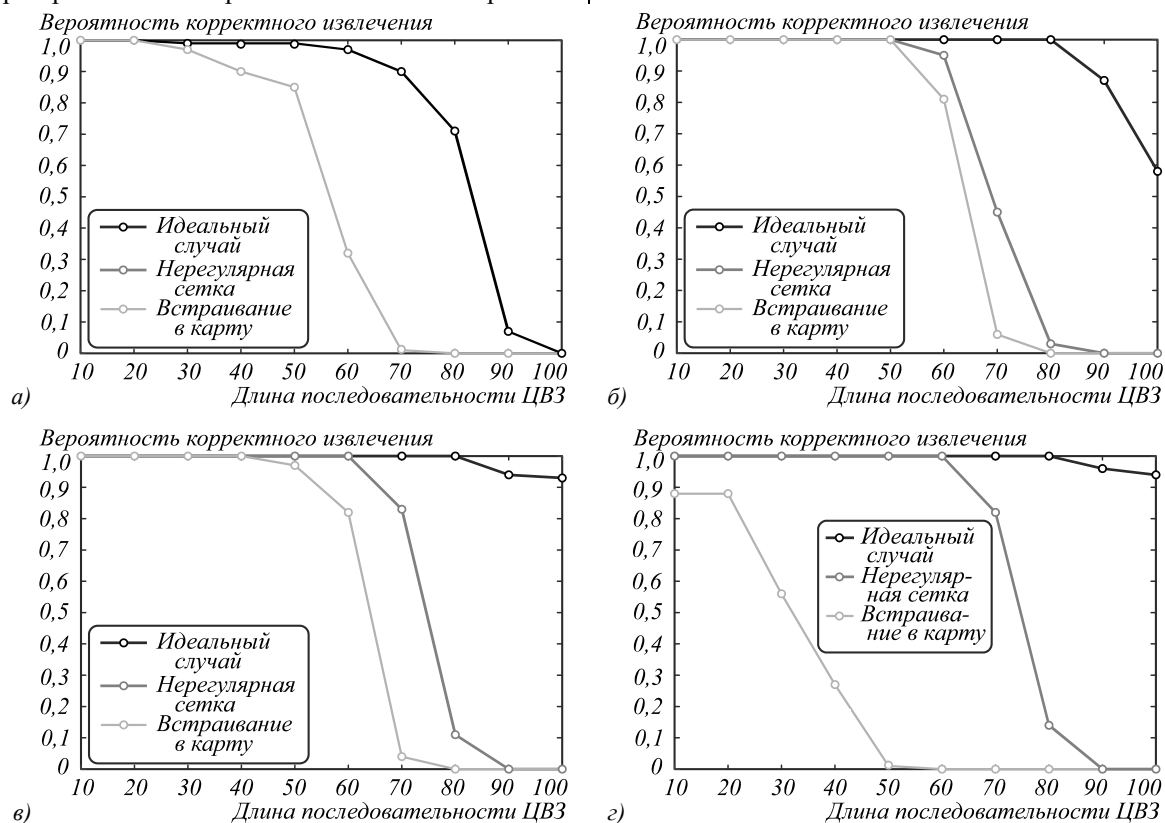 Вероятность корректного извлечения
1,0
0,9
0,8
0,7
0,6
0,5
0,4
0,3
0,2
0,1
0
Идеальный
случай
Нерегулярная
сетка
Встраивание
в карту
10 20 30 40 50 60 70 80 90 100
Длина последовательности ЦВЗ
а)
Вероятность корректного извлечения
1,0
0,9
0,8
0,7
0,6
0,5
0,4
0,3
0,2
0,1
0
Идеальный
случай
Нерегулярная
сетка
Встраивание
в карту
10 20 30 40 50 60 70 80 90 100
Длина последовательности ЦВЗ
б)
Вероятность корректного извлечения
1,0
0,9
0,8
0,7
0,6
0,5
0,4
0,3
0,2
0,1
0
Идеальный
случай
Нерегулярная
сетка
Встраивание
в карту
10 20 30 40 50 60 70 80 90 100
Длина последовательности ЦВЗ
в)
Вероятность корректного извлечения
1,0
0,9
0,8
0,7
0,6
0,5
0,4
0,3
0,2
0,1
0
Идеальный
случай
Нерегуляр-
ная сетка
Встраива-
ние в карту
10 20 30 40 50 60 70 80 90 100
Длина последовательности ЦВЗ
г)